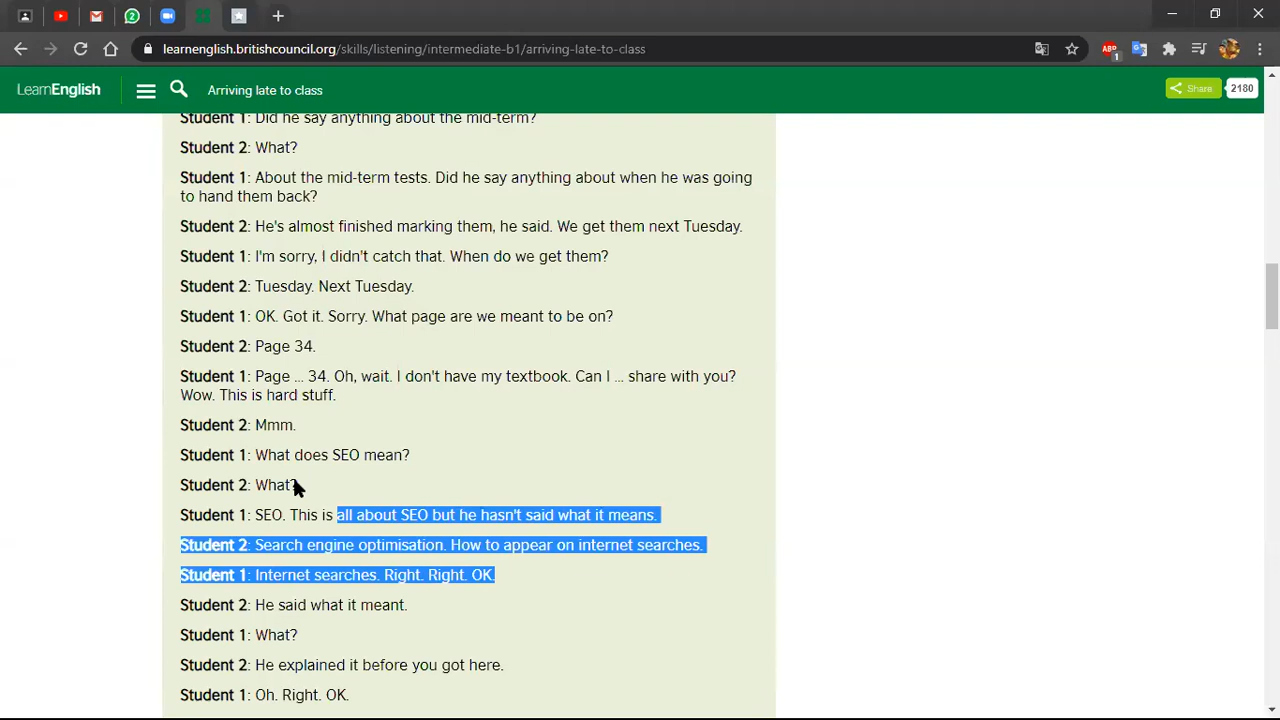 learnenglish.britishcouncil.org/skills/listening/intermediate-b1/arriving-late-to-class
ABP
1
LearnEnglish
Arriving late to class
Share
2180
Student 1: Did he say anything about the mid-term?
Student 2: What?
Student 1: About the mid-term tests. Did he say anything about when he was going
to hand them back?
Student 2: He's almost finished marking them, he said. We get them next Tuesday.
Student 1: I'm sorry, I didn't catch that. When do we get them?
Student 2: Tuesday. Next Tuesday.
Student 1: OK. Got it. Sorry. What page are we meant to be on?
Student 2: Page 34.
Student 1: Page ... 34. Oh, wait. I don't have my textbook. Can I ... share with you?
Wow. This is hard stuff.
Student 2: Mmm.
Student 1: What does SEO mean?
Student 2: What?
Student 1: SEO. This is all about SEO but he hasn't said what it means.
Student 2: Search engine optimisation. How to appear on internet searches.
Student 1: Internet searches. Right. Right. OK.
Student 2: He said what it meant.
Student 1: What?
Student 2: He explained it before you got here.
Student 1: Oh. Right. OK.